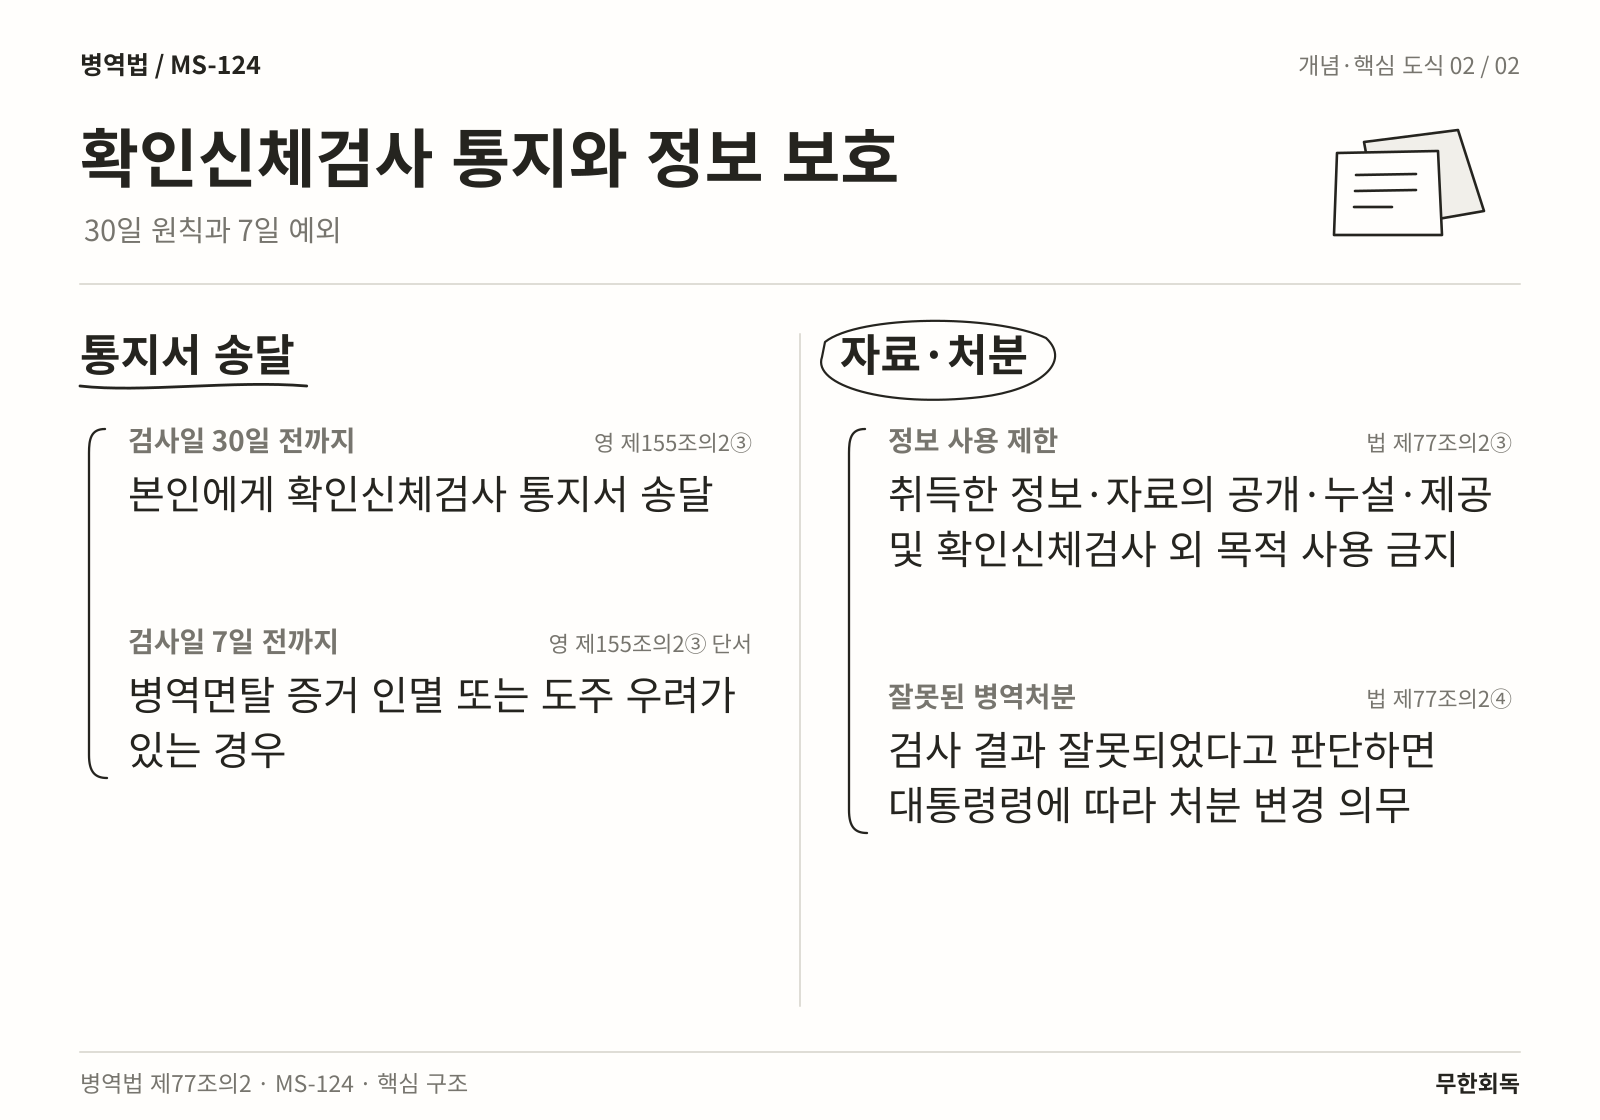 병역법 / MS-124
개념·핵심 도식 02 / 02
확인신체검사 통지와 정보 보호
30일 원칙과 7일 예외
통지서 송달
검사일 30일 전까지
영 제155조의2③
본인에게 확인신체검사 통지서 송달
검사일 7일 전까지
영 제155조의2③ 단서
병역면탈 증거 인멸 또는 도주 우려가
있는 경우
자료·처분
정보 사용 제한
법 제77조의2③
취득한 정보·자료의 공개·누설·제공
및 확인신체검사 외 목적 사용 금지
잘못된 병역처분
법 제77조의2④
검사 결과 잘못되었다고 판단하면
대통령령에 따라 처분 변경 의무
병역법 제77조의2 · MS-124 · 핵심 구조
무한회독